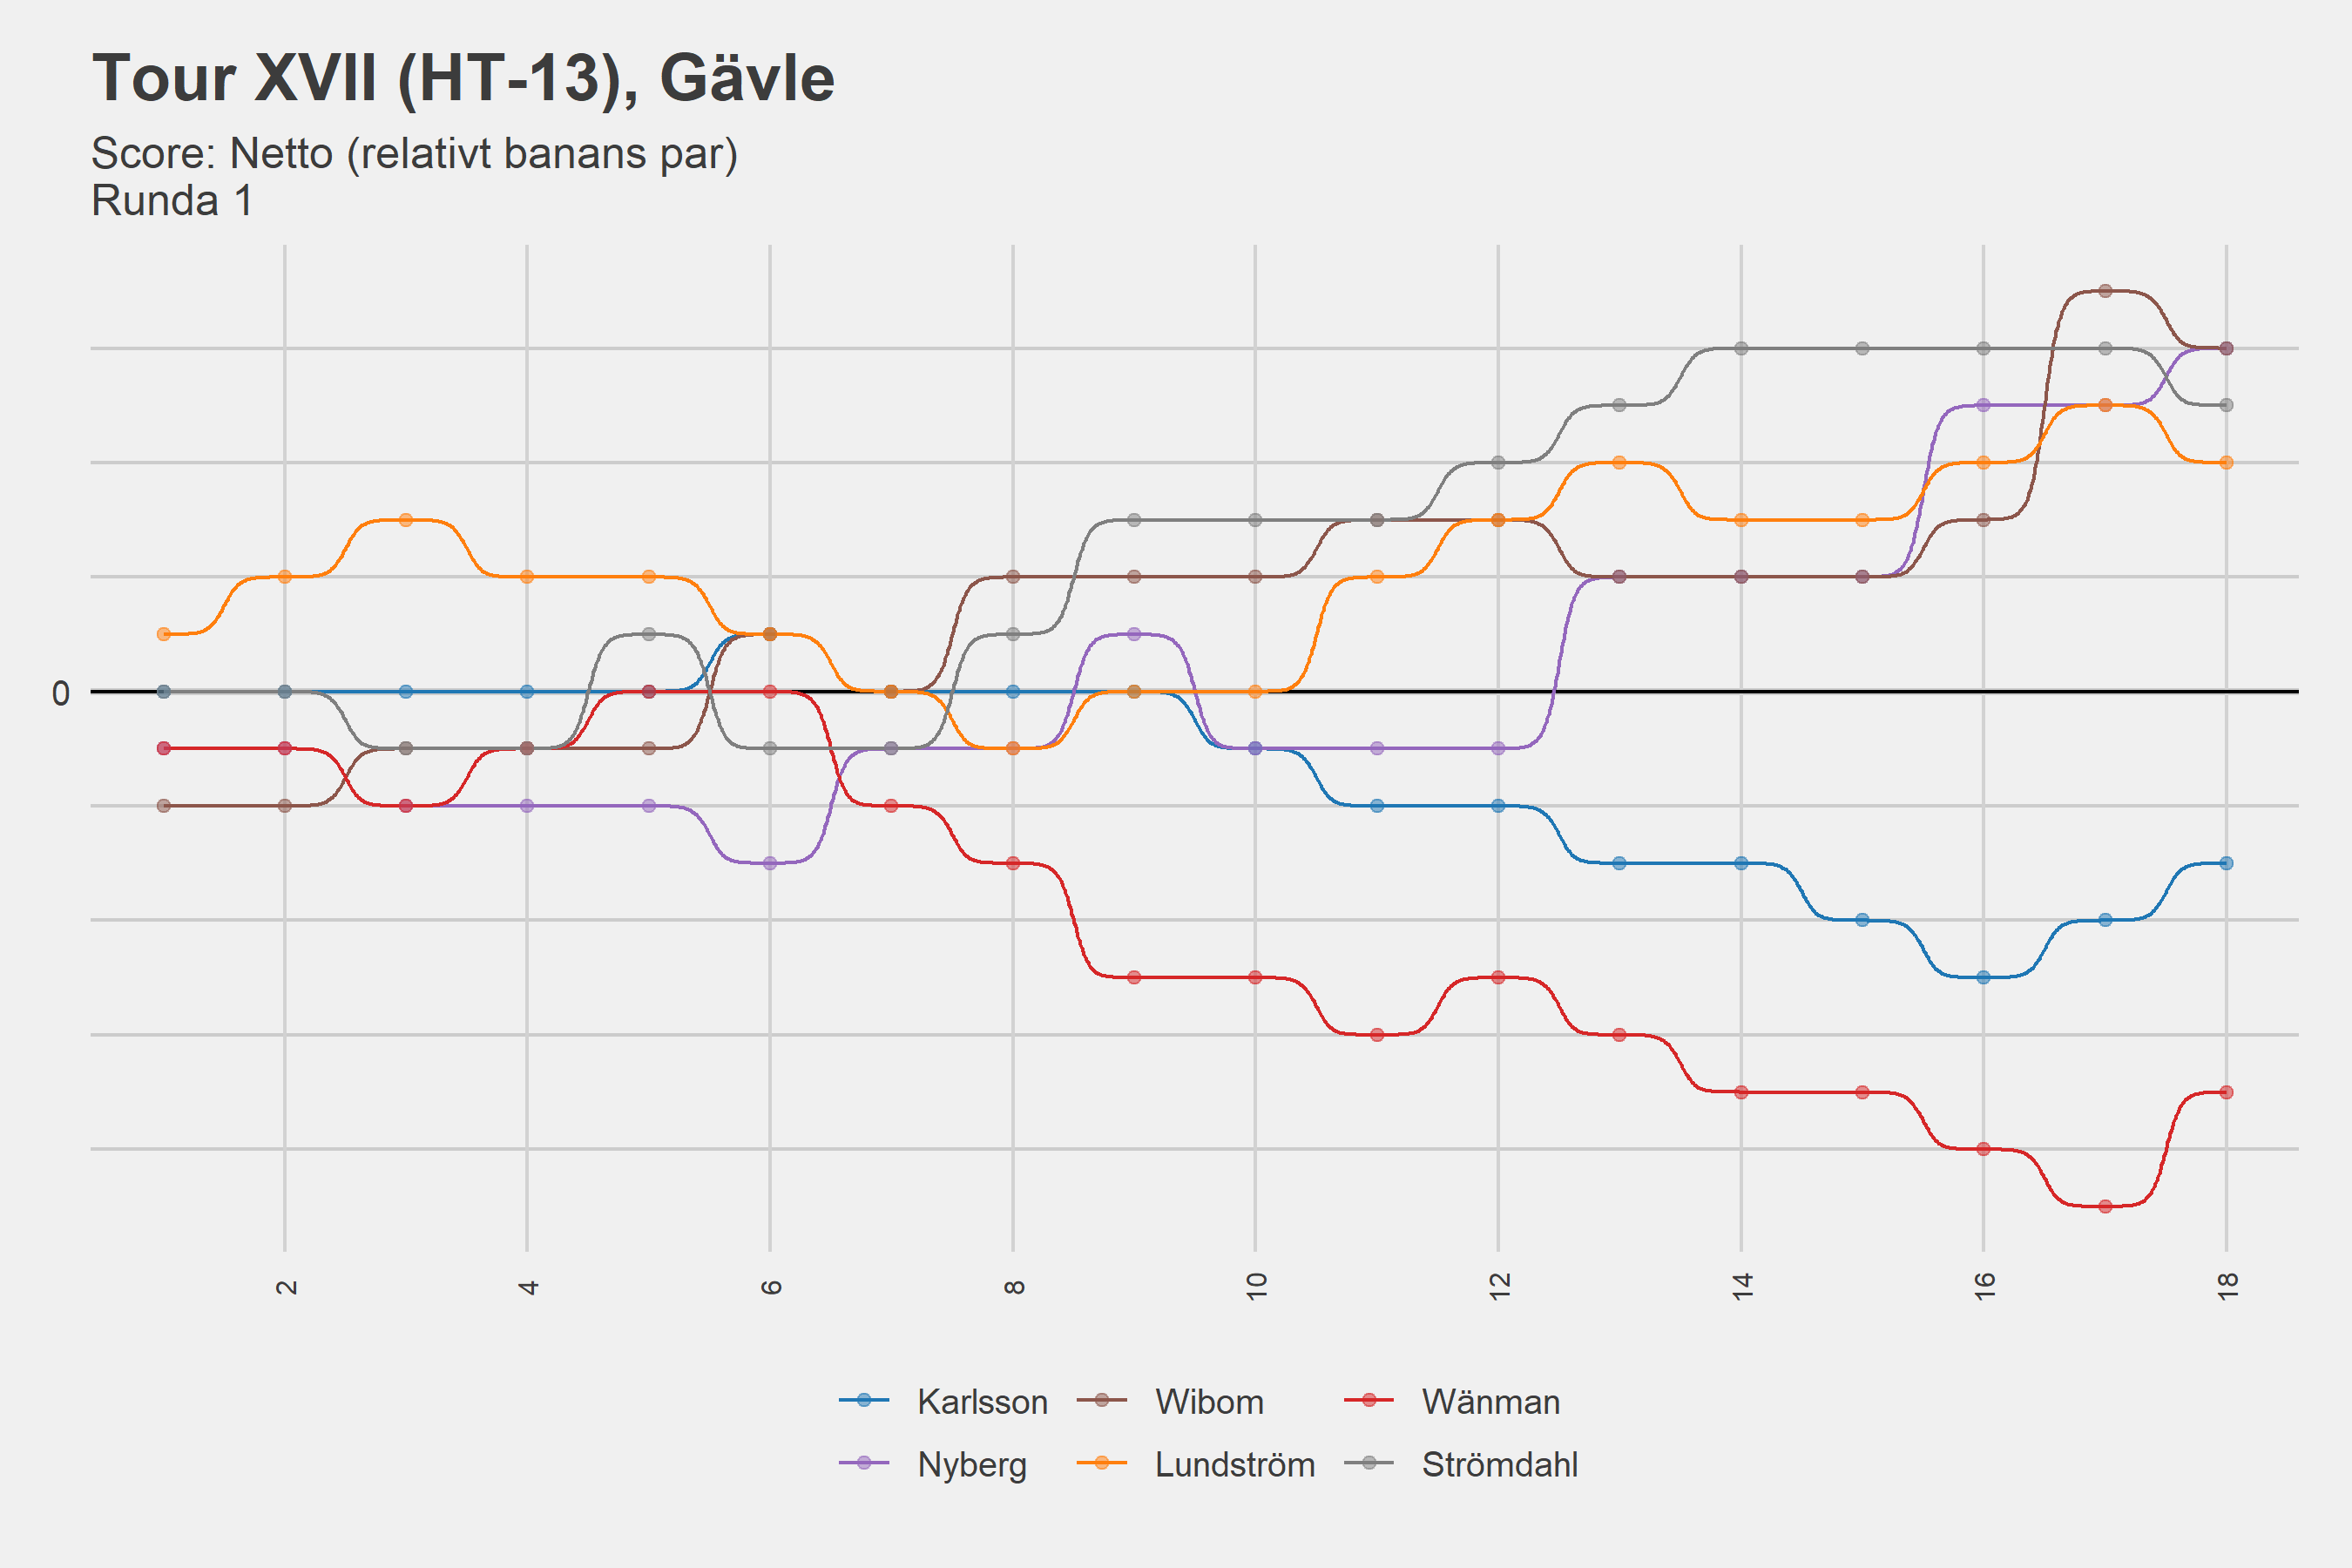 Tour XVII (HT-13), Gävle
Score: Netto (relativt banans par)
Runda 1
0
2 4 6 8 10 12 14 16 18
Karlsson Wibom Wänman
Nyberg Lundström Strömdahl